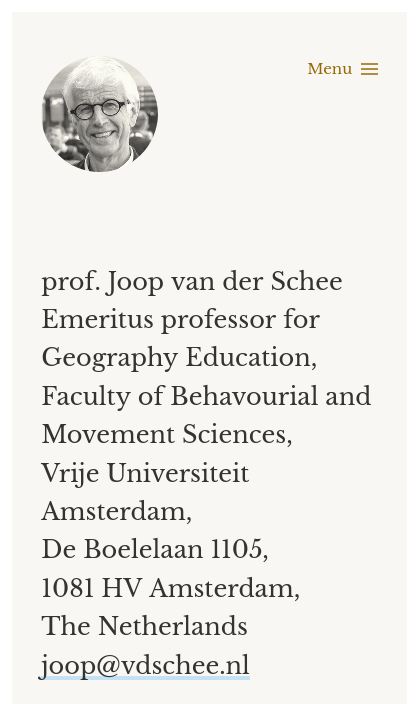 Menu
prof. Joop van der Schee
Emeritus professor for
Geography Education,
Faculty of Behavourial and
Movement Sciences,
Vrije Universiteit
Amsterdam,
De Boelelaan 1105,
1081 HV Amsterdam,
The Netherlands
joop@vdschee.nl